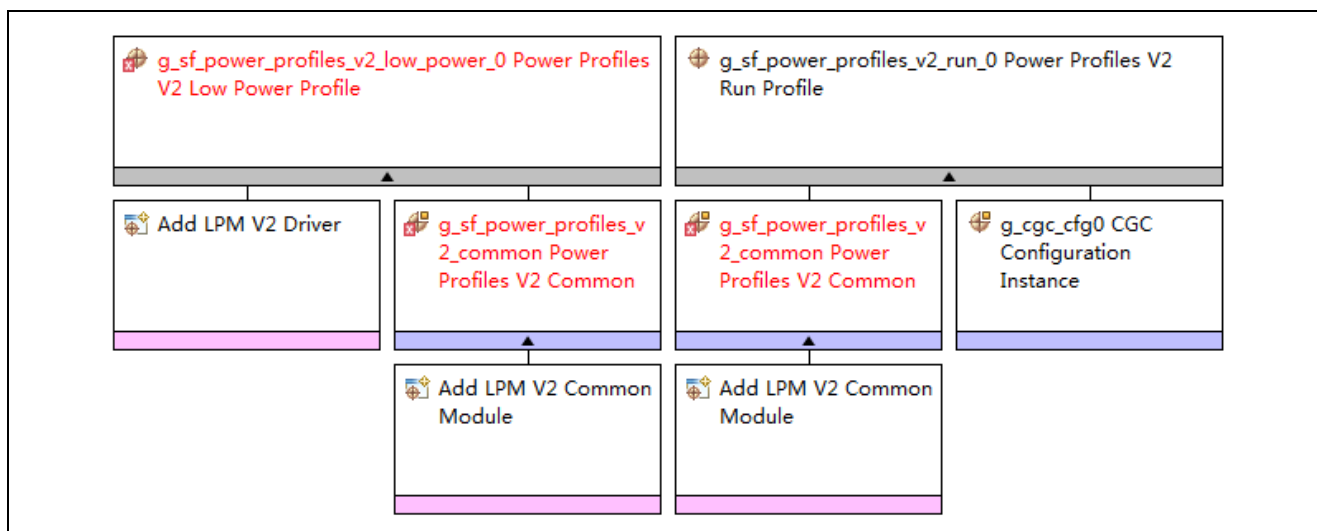 g_sf_power_profiles_v2_low_power_0 Power Profiles
V2 Low Power Profile
g_sf_power_profiles_v2_run_0 Power Profiles V2
Run Profile
Add LPM V2 Driver
g_sf_power_profiles_v
2_common Power
Profiles V2 Common
g_sf_power_profiles_v
2_common Power
Profiles V2 Common
g_cgc_cfg0 CGC
Configuration
Instance
Add LPM V2 Common
Module
Add LPM V2 Common
Module